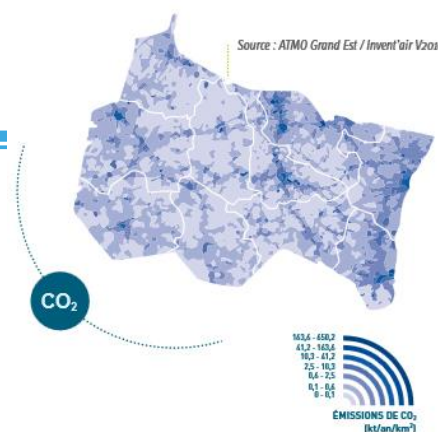 Source : ATMO Grand Est / Invent'air
CO₂
163,6 - 650,2
41,2 - 163,6
10,3 - 41,2
2,5 - 10,3
0,6 - 2,5
0,1 - 0,6
0 - 0,1
ÉMISSIONS DE CO₂
[kt/an/km²]